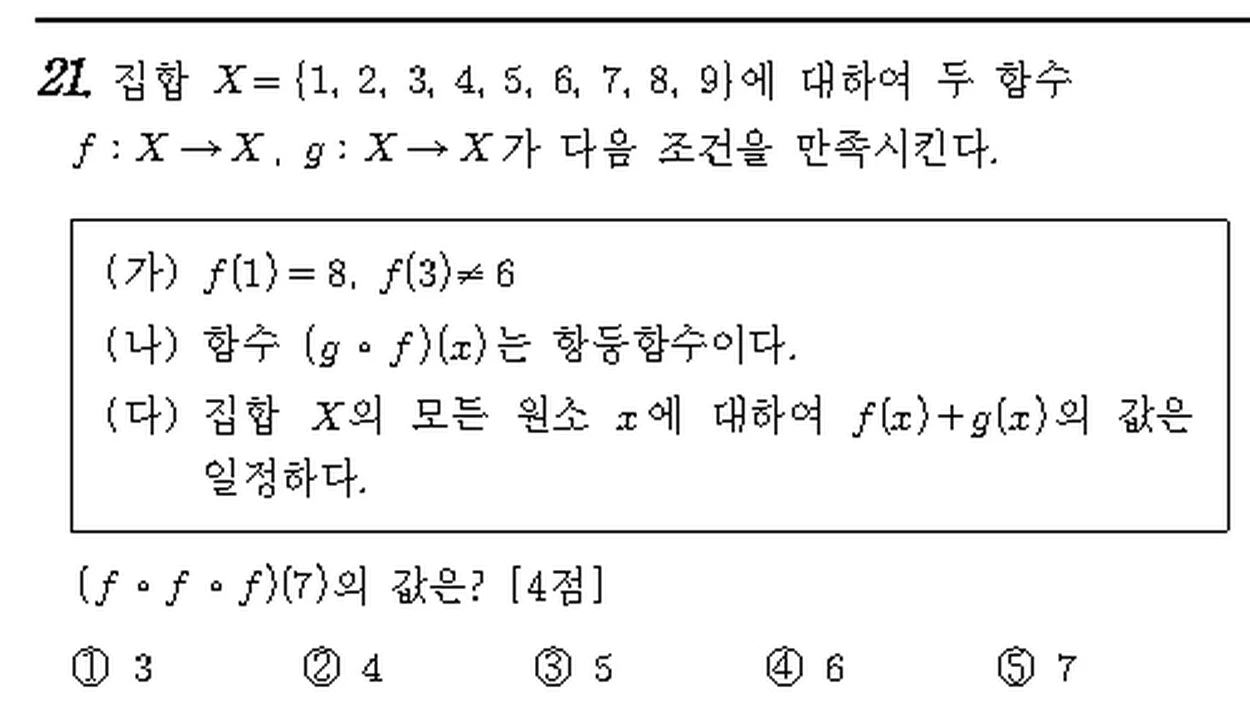 21. 집합 X={1, 2, 3, 4, 5, 6, 7, 8, 9}에 대하여 두 함수
f : X→X, g : X→X가 다음 조건을 만족시킨다.
(가) f(1)=8, f(3)≠6
(나) 함수 (g∘f)(x)는 항등함수이다.
(다) 집합 X의 모든 원소 x에 대하여 f(x)+g(x)의 값은
일정하다.
(f∘f∘f)(7)의 값은? [4점]
① 3 ② 4 ③ 5 ④ 6 ⑤ 7